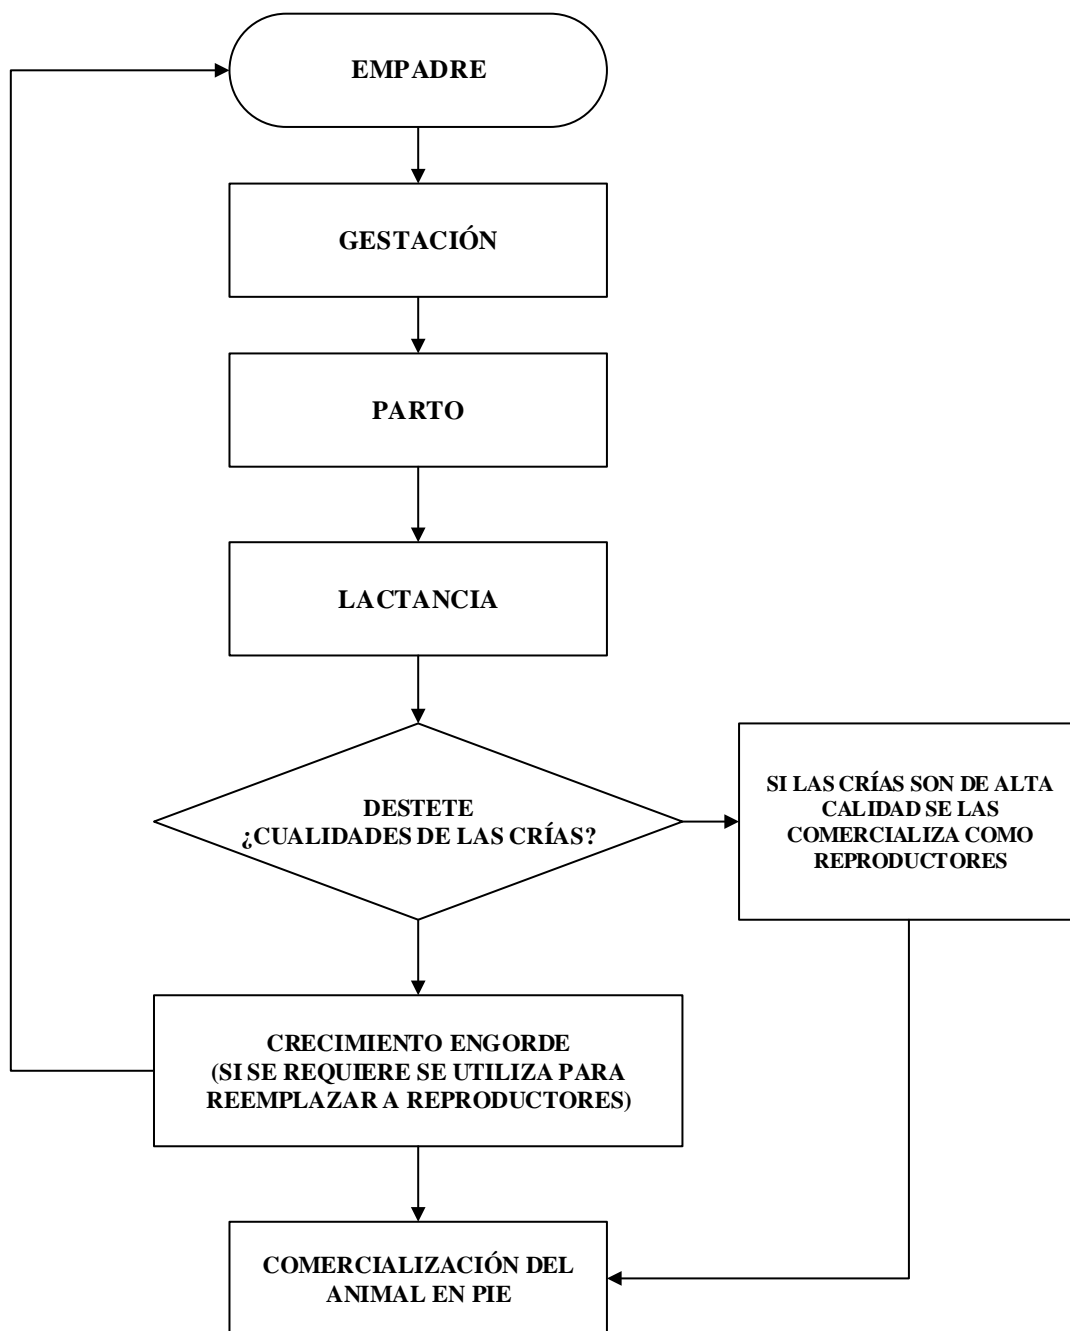 EMPADRE
GESTACIÓN
PARTO
LACTANCIA
DESTETE
¿CUALIDADES DE LAS CRÍAS?
SI LAS CRÍAS SON DE ALTA
CALIDAD SE LAS
COMERCIALIZA COMO
REPRODUCTORES
CRECIMIENTO ENGORDE
(SI SE REQUIERE SE UTILIZA PARA
REEMPLAZAR A REPRODUCTORES)
COMERCIALIZACIÓN DEL
ANIMAL EN PIE